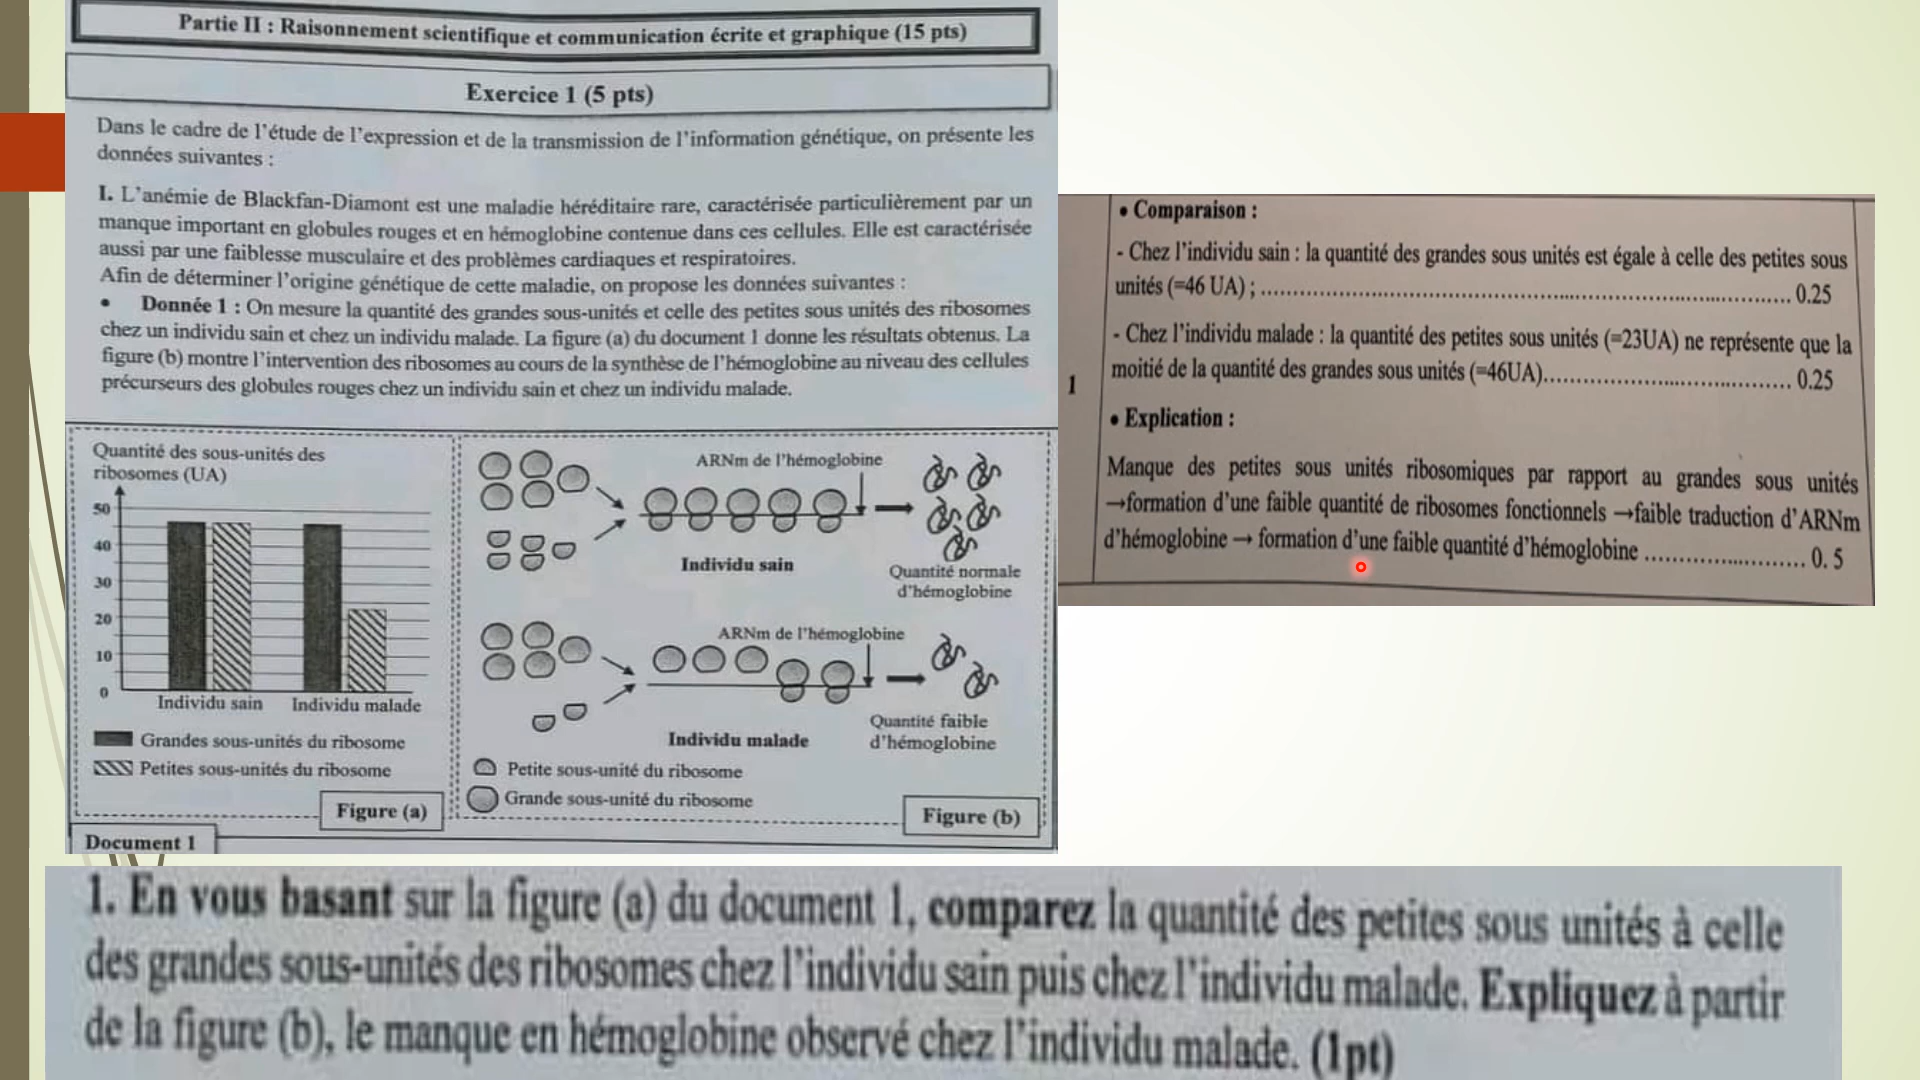 Partie II : Raisonnement scientifique et communication écrite et graphique (15 pts)
Exercice 1 (5 pts)
Dans le cadre de l'étude de l'expression et de la transmission de l'information génétique, on présente les
données suivantes :
I. L'anémie de Blackfan-Diamont est une maladie héréditaire rare, caractérisée particulièrement par un
manque important en globules rouges et en hémoglobine contenue dans ces cellules. Elle est caractérisée
aussi par une faiblesse musculaire et des problèmes cardiaques et respiratoires.
Afin de déterminer l'origine génétique de cette maladie, on propose les données suivantes :
• Donnée 1 : On mesure la quantité des grandes sous-unités et celle des petites sous unités des ribosomes
chez un individu sain et chez un individu malade. La figure (a) du document 1 donne les résultats obtenus. La
figure (b) montre l'intervention des ribosomes au cours de la synthèse de l'hémoglobine au niveau des cellules
précurseurs des globules rouges chez un individu sain et chez un individu malade.
Quantité des sous-unités des
ribosomes (UA)
50
40
30
20
10
0
Individu sain
Individu malade
Grandes sous-unités du ribosome
Petites sous-unités du ribosome
Figure (a)
Document 1
ARNm de l'hémoglobine
Individu sain
Quantité normale
d'hémoglobine
ARNm de l'hémoglobine
Individu malade
Quantité faible
d'hémoglobine
Petite sous-unité du ribosome
Grande sous-unité du ribosome
Figure (b)
1
• Comparaison :
- Chez l'individu sain : la quantité des grandes sous unités est égale à celle des petites sous
unités (=46 UA) ; ........ 0.25
- Chez l'individu malade : la quantité des petites sous unités (=23UA) ne représente que la
moitié de la quantité des grandes sous unités (=46UA)........ 0.25
• Explication :
Manque des petites sous unités ribosomiques par rapport au grandes sous unités
→formation d'une faible quantité de ribosomes fonctionnels →faible traduction d'ARNm
d'hémoglobine → formation d'une faible quantité d'hémoglobine ........ 0. 5
1. En vous basant sur la figure (a) du document 1, comparez la quantité des petites sous unités à celle
des grandes sous-unités des ribosomes chez l'individu sain puis chez l'individu malade. Expliquez à partir
de la figure (b), le manque en hémoglobine observé chez l'individu malade. (1pt)